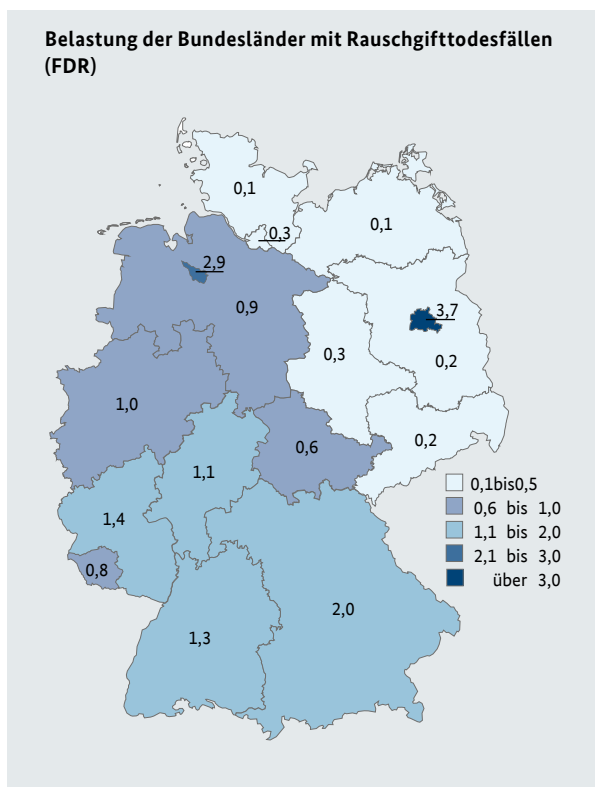 Belastung der Bundesländer mit Rauschgifttodesfällen
(FDR)
0,1
0,3
0,1
2,9
0,9
3,7
0,3
0,2
1,0
0,6
0,2
1,1
1,4
0,8
1,3
2,0
0,1bis0,5
0,6 bis 1,0
1,1 bis 2,0
2,1 bis 3,0
über 3,0